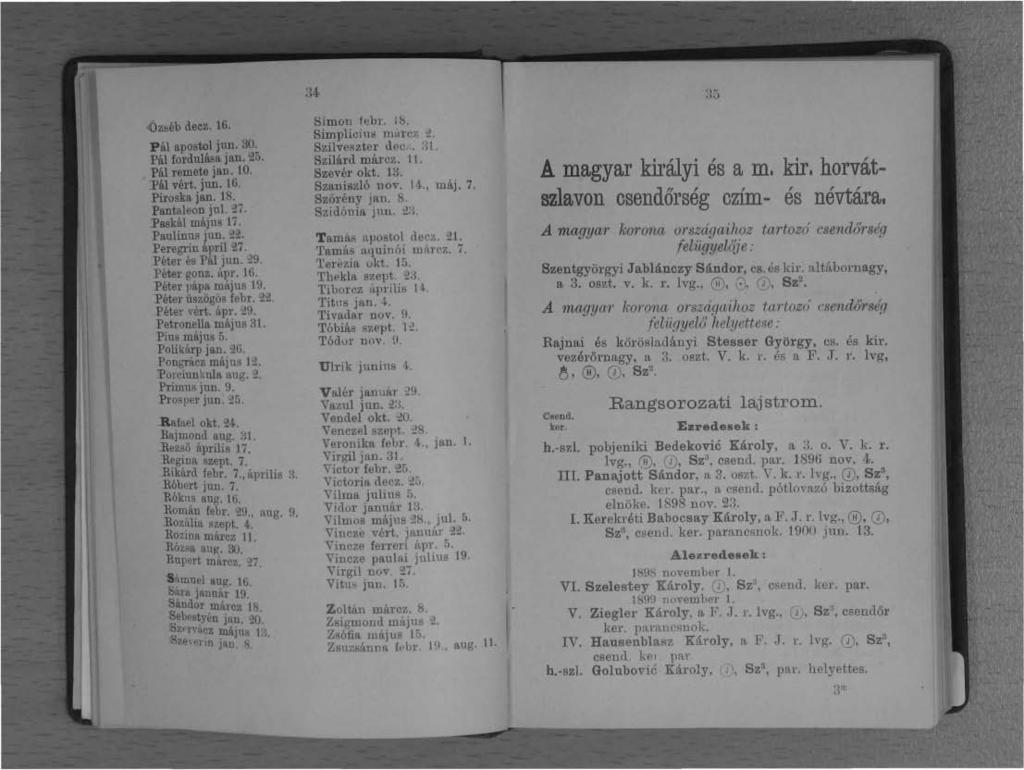 34
Özséb decz. 16.
Pál apostol jun. 30.
Pál fordulása jan. 25.
Pál remete jan. 10.
Pál vért. jun. 16.
Piroska jan. 18.
Pantaleon jul. 27.
Paskál május 17.
Paulinus jun. 22.
Peregrin april 27.
Péter és Pál jun. 29.
Péter gonz. ápr. 16.
Péter pápa május 19.
Péter üszögös febr. 22.
Péter vért. ápr. 29.
Petronella május 31.
Pius május 5.
Polikárp jan. 26.
Pongrácz május 12.
Porciunkula aug. 2.
Primus jun. 9.
Prosper jun. 25.
Rafael okt. 24.
Rajmond aug. 31.
Rezső április 17.
Regina szept. 7.
Rikárd febr. 7., április 3.
Róbert jun. 7.
Rókus aug. 16.
Román febr. 29., aug. 9.
Rozália szept. 4.
Rozina márcz 11.
Rózsa aug. 30.
Rupert márcz. 27.
Sámuel aug. 16.
Sára január 19.
Sándor márcz 18.
Sebestyén jan. 20.
Szervácz május 13.
Szeverin jan. 8.
Simon febr. 18.
Simplicius márcz 2.
Szilveszter decz. 31.
Szilárd márcz. 11.
Szevér okt. 13.
Szaniszló nov. 14., máj. 7.
Szörény jan. 8.
Szidónia jun. 23.
Tamás apostol decz. 21.
Tamás aquinói márcz. 7.
Terézia okt. 15.
Thekla szept. 23.
Tiborcz április 14.
Titus jan. 4.
Tivadar nov. 9.
Tóbiás szept. 12.
Tódor nov. 9.
Ulrik junius 4.
Valér január 29.
Vazul jun. 23.
Vendel okt. 20.
Venczel szept. 28.
Veronika febr. 4., jan. 1.
Virgil jan. 31.
Victor febr. 25.
Victoria decz. 25.
Vilma julius 5.
Vidor január 13.
Vilmos május 28., jul. 5.
Vincze vért. január 22.
Vincze ferreri ápr. 5.
Vincze paulai julius 19.
Virgil nov. 27.
Vitus jun. 15.
Zoltán márcz. 8.
Zsigmond május 2.
Zsófia május 15.
Zsuzsánna febr. 19., aug. 11.
35
A magyar királyi és a m. kir. horvát-
szlavon csendőrség czím- és névtára.
A magyar korona országaihoz tartozó csendőrség
felügyelője:
Szentgyörgyi Jablánczy Sándor, cs. és kir. altábornagy,
a 3. oszt. v. k. r. lvg., Sz³.
A magyar korona országaihoz tartozó csendőrség
felügyelő helyettese:
Rajnai és kőrösladányi Stesser György, cs. és kir.
vezérőrnagy, a 3. oszt. V. k. r. és a F. J. r. lvg,
Sz³.
Rangsorozati lajstrom.
Csend.
ker. Ezredesek:
h.-szl. pobjeniki Bedeković Károly, a 3. o. V. k. r.
lvg., Ⓗ, Ⓙ, Sz³, csend. par. 1896 nov. 4.
III. Panajott Sándor, a 3. oszt. V. k. r. lvg., Ⓙ, Sz³,
csend. ker. par., a csend. pótlovazó bizottság
elnöke. 1898 nov. 23.
I. Kerekréti Babocsay Károly, a F. J. r. lvg., Ⓗ, Ⓙ,
Sz³, csend. ker. parancsnok. 1900 jun. 13.
Alezredesek:
1898 november 1.
VI. Szelestey Károly, Ⓙ, Sz³, csend. ker. par.
1899 november 1.
V. Ziegler Károly, a F. J. r. lvg., Ⓙ, Sz³, csendőr
ker. parancsnok.
IV. Hausenblasz Károly, a F. J. r. lvg. Ⓙ, Sz³,
csend. ker. par
h.-szl. Golubović Károly, Ⓙ, Sz³, par. helyettes.
3*